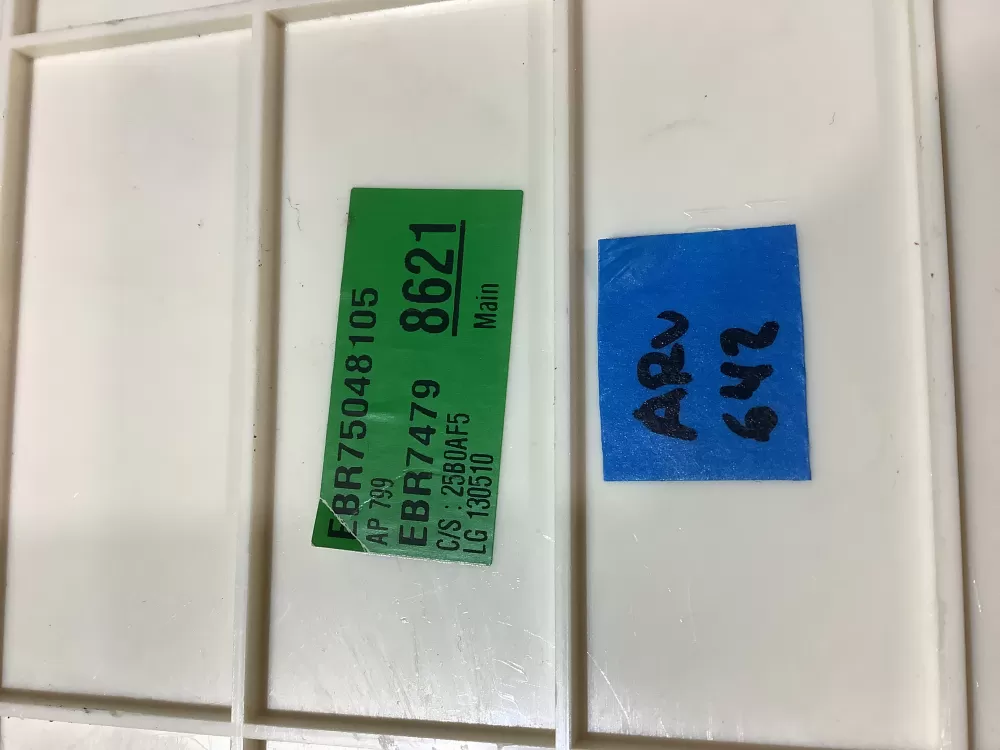 EBR75048105
AP 799
EBR7479 8621
C/S : 25B0AF5
LG 130510 Main
ARV
642